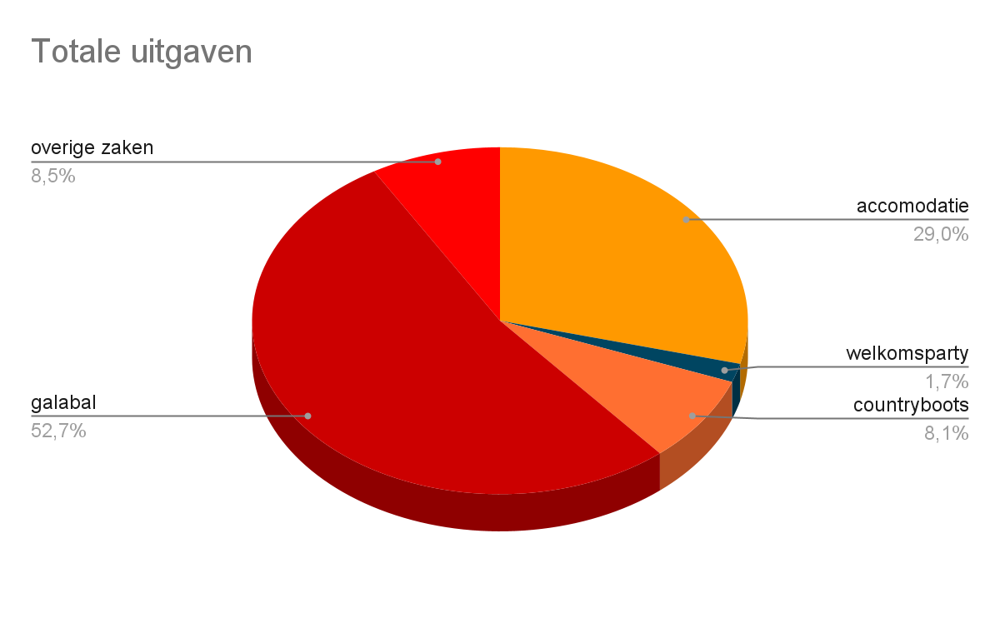 Totale uitgaven
overige zaken
8,5%
accomodatie
29,0%
welkomsparty
1,7%
galabal
52,7%
countryboots
8,1%